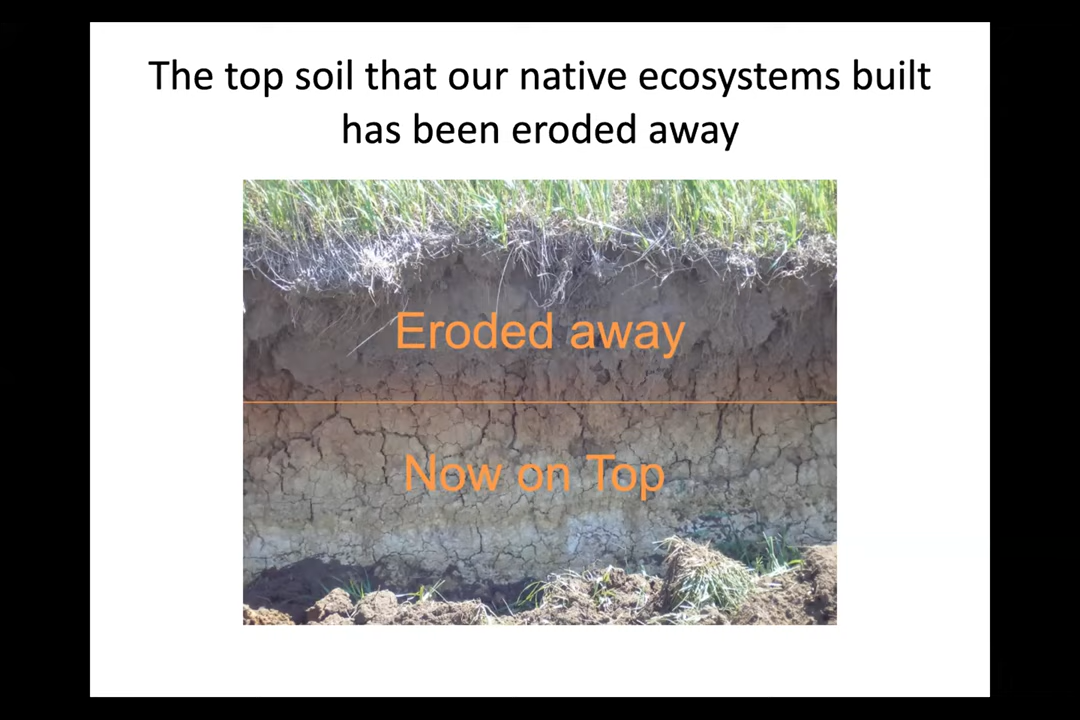 The top soil that our native ecosystems built
has been eroded away
Eroded away
Now on Top